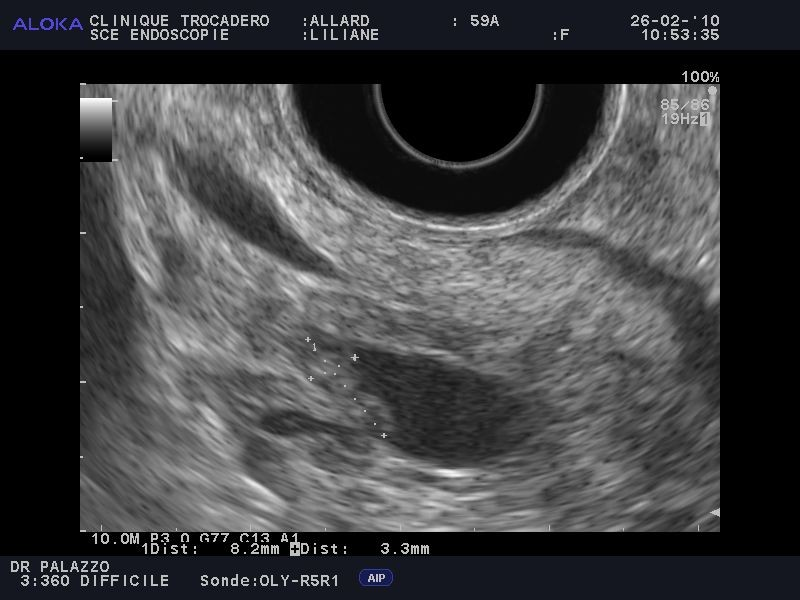 ALOKA CLINIQUE TROCADERO :ALLARD : 59A 26-02-'10
SCE ENDOSCOPIE :LILIANE :F 10:53:35
100%
85/86
19Hz1
1
10.0M P3 O G77 C13 A1
1Dist: 8.2mm +Dist: 3.3mm
DR PALAZZO
3:360 DIFFICILE Sonde:OLY-R5R1 AIP